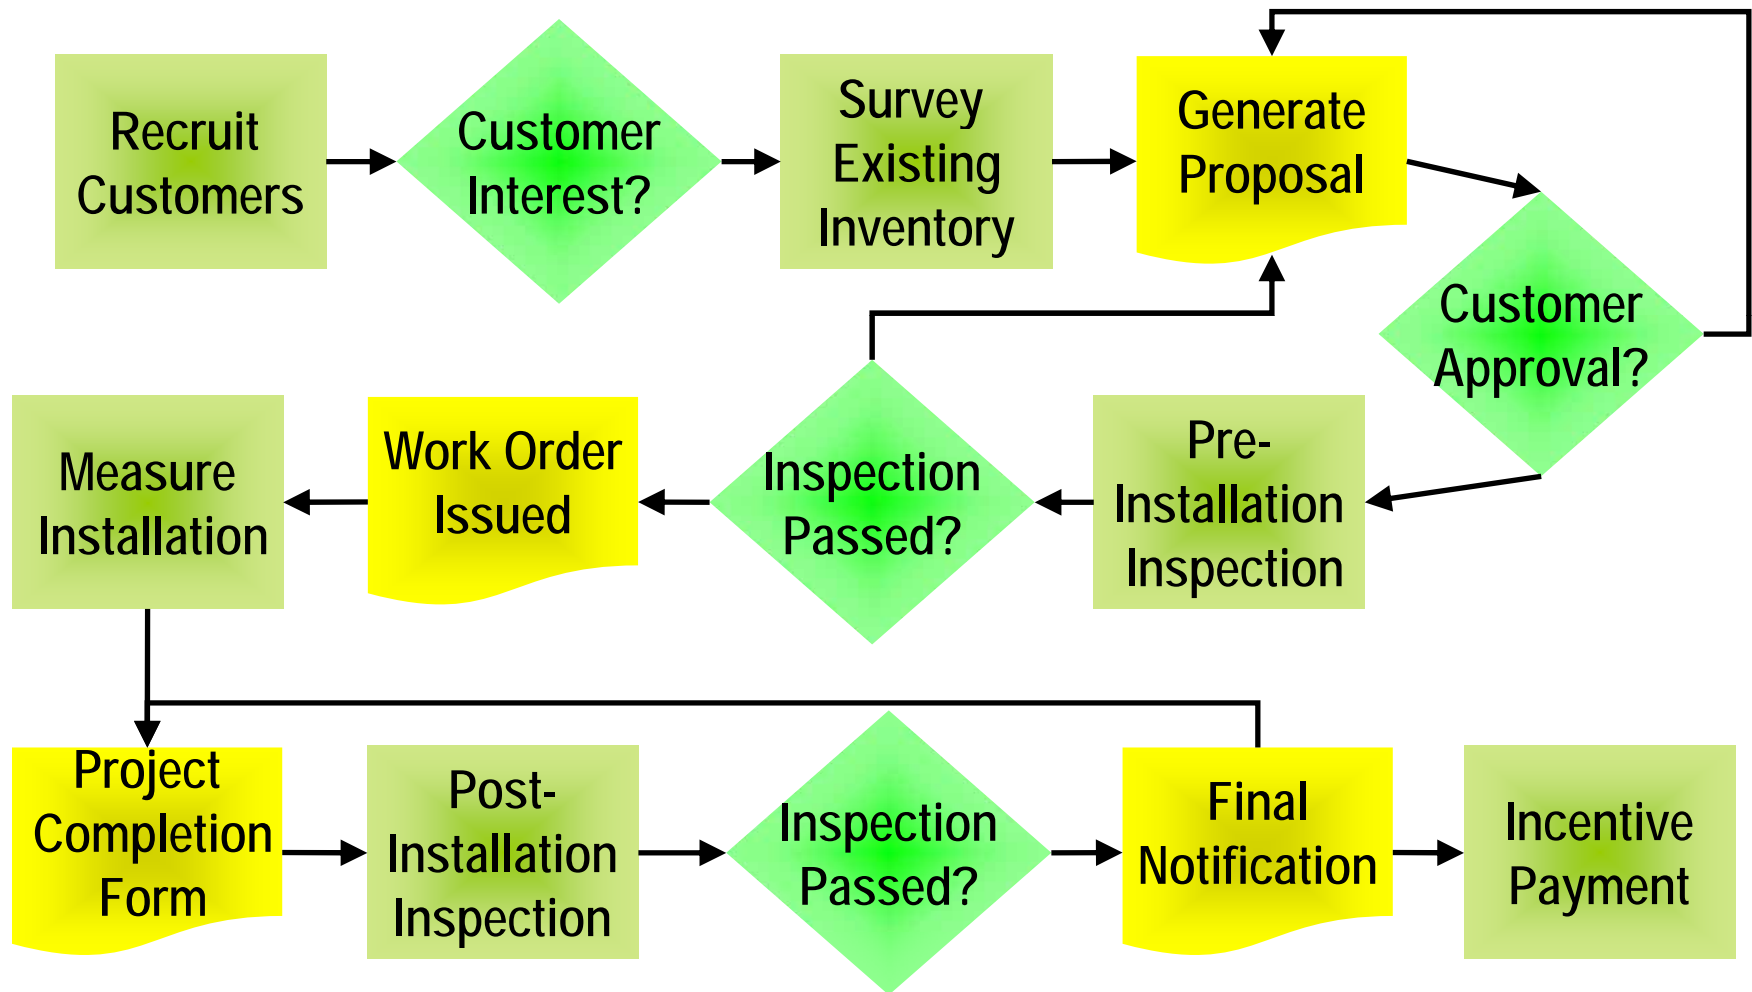 Recruit
Customers
Customer
Interest?
Survey
Existing
Inventory
Generate
Proposal
Customer
Approval?
Pre-
Installation
Inspection
Inspection
Passed?
Work Order
Issued
Measure
Installation
Project
Completion
Form
Post-
Installation
Inspection
Inspection
Passed?
Final
Notification
Incentive
Payment